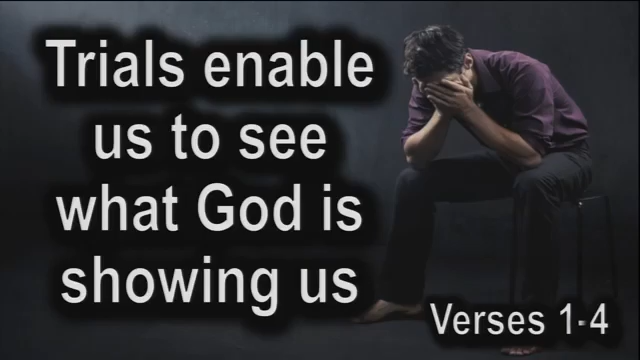 Trials enable
us to see
what God is
showing us
Verses 1-4